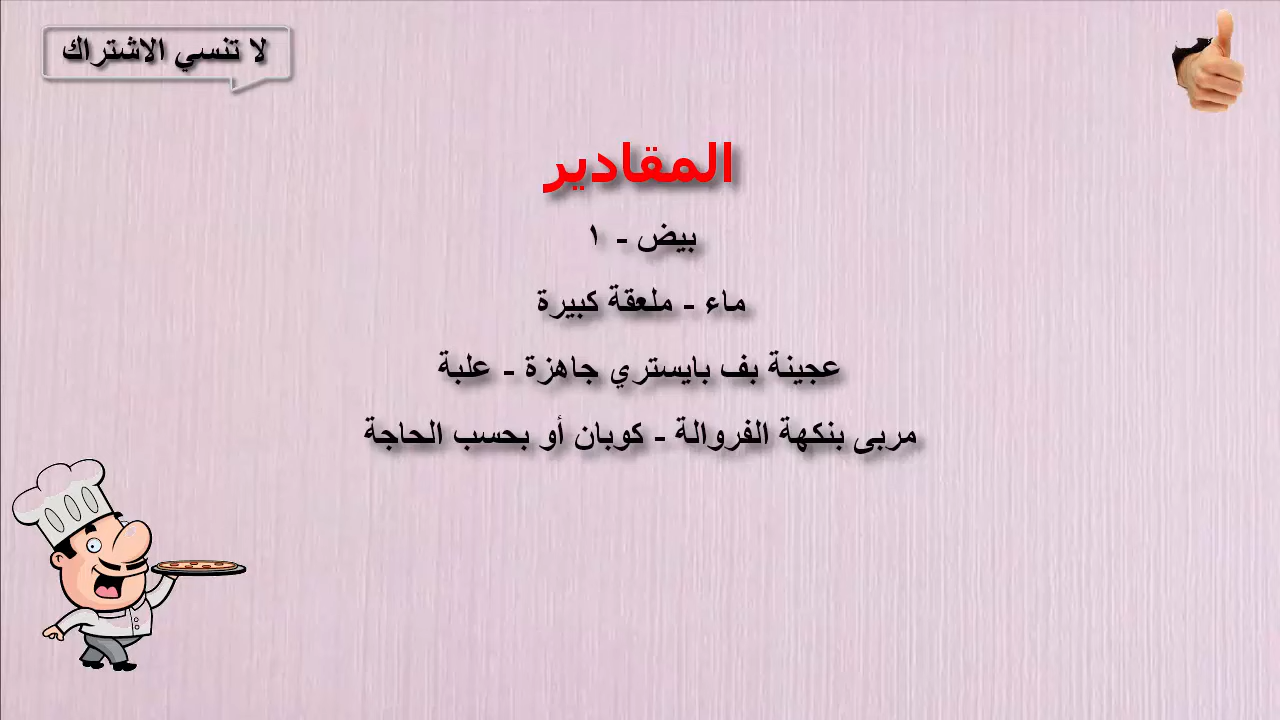 لا تنسي الاشتراك
المقادير
بيض - ١
ماء - ملعقة كبيرة
عجينة بف بايستري جاهزة - علبة
مربى بنكهة الفروالة - كوبان أو بحسب الحاجة